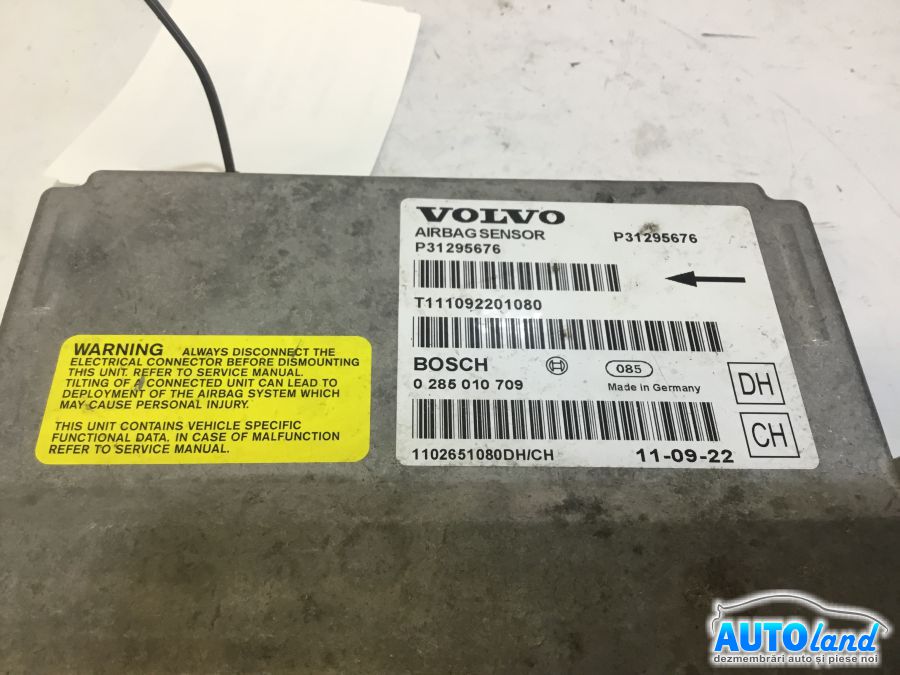 VOLVO
AIRBAG SENSOR
P31295676
P31295676
T111092201080
BOSCH
085
0 285 010 709
Made in Germany
DH
CH
1102651080DH/CH
11-09-22
WARNING ALWAYS DISCONNECT THE
ELECTRICAL CONNECTOR BEFORE DISMOUNTING
THIS UNIT. REFER TO SERVICE MANUAL.
TILTING OF A CONNECTED UNIT CAN LEAD TO
DEPLOYMENT OF THE AIRBAG SYSTEM WHICH
MAY CAUSE PERSONAL INJURY.
THIS UNIT CONTAINS VEHICLE SPECIFIC
FUNCTIONAL DATA. IN CASE OF MALFUNCTION
REFER TO SERVICE MANUAL.
AUTOland
dezmembrări auto și piese noi